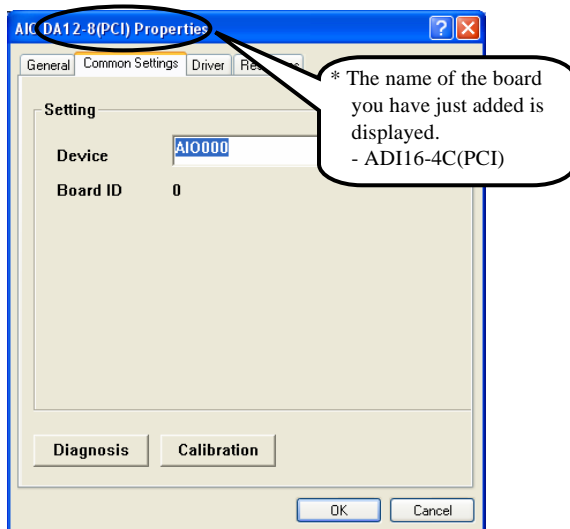 AIO DA12-8(PCI) Properties
General Common Settings Driver
* The name of the board
you have just added is
displayed.
- ADI16-4C(PCI)
Setting
Device AIO000
Board ID 0
Diagnosis Calibration
OK Cancel